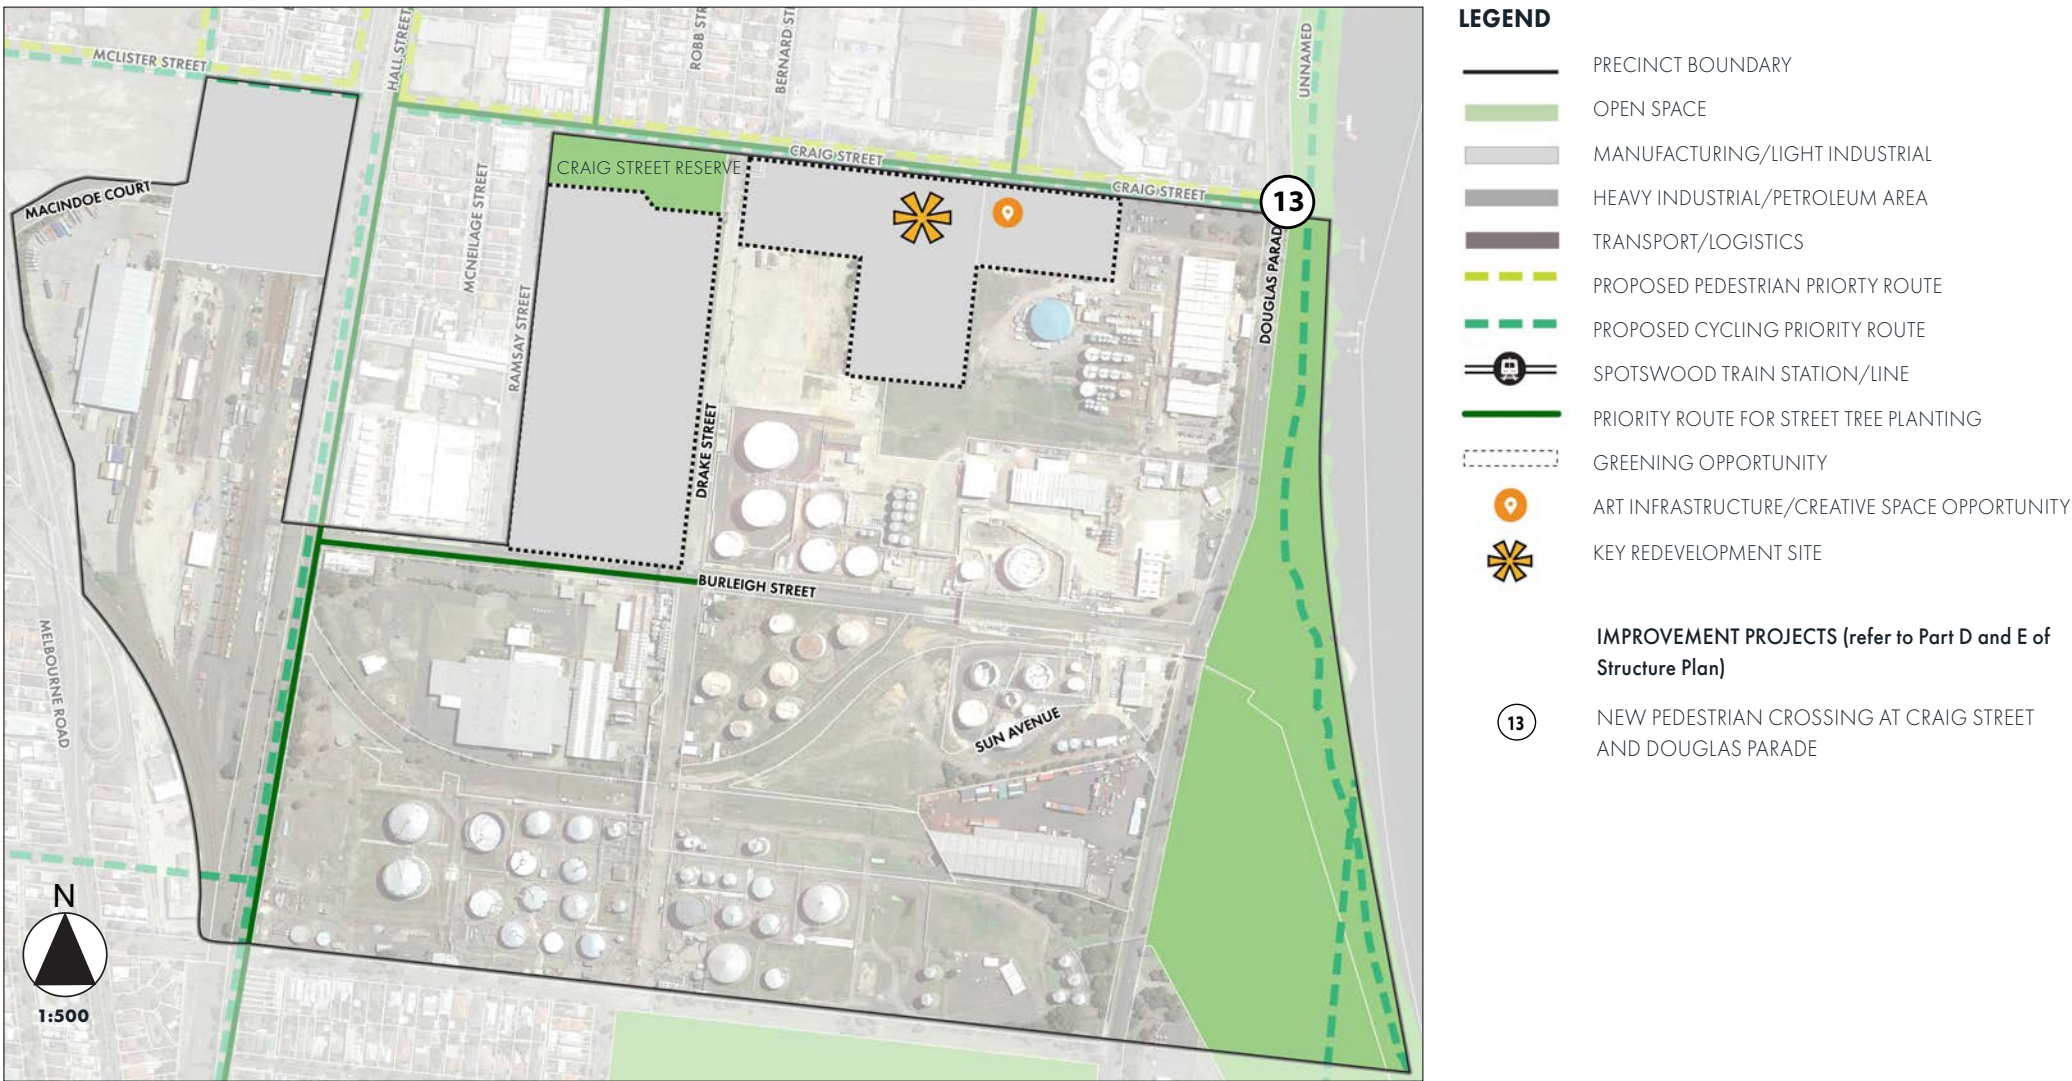 MCLISTER STREET
HALL STREET
ROBB STR
BERNARD ST
UNNAMED
MACINDOE COURT
MCNEILAGE STREET
RAMSAY STREET
CRAIG STREET RESERVE
CRAIG STREET
CRAIG STREET
13
DOUGLAS PARAD
DRAKE STREET
BURLEIGH STREET
SUN AVENUE
MELBOURNE ROAD
N
1:500
LEGEND
PRECINCT BOUNDARY
OPEN SPACE
MANUFACTURING/LIGHT INDUSTRIAL
HEAVY INDUSTRIAL/PETROLEUM AREA
TRANSPORT/LOGISTICS
PROPOSED PEDESTRIAN PRIORTY ROUTE
PROPOSED CYCLING PRIORITY ROUTE
SPOTSWOOD TRAIN STATION/LINE
PRIORITY ROUTE FOR STREET TREE PLANTING
GREENING OPPORTUNITY
ART INFRASTRUCTURE/CREATIVE SPACE OPPORTUNITY
KEY REDEVELOPMENT SITE
IMPROVEMENT PROJECTS (refer to Part D and E of
Structure Plan)
13 NEW PEDESTRIAN CROSSING AT CRAIG STREET
AND DOUGLAS PARADE